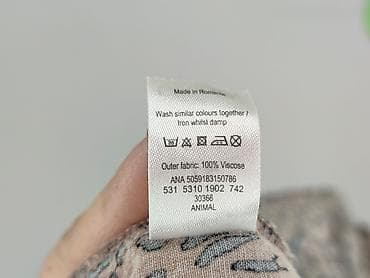 Made in Romania
Wash similar colours together /
Iron whilst damp
Outer fabric: 100% Viscose
ANA 5059183150786
531 5310 1902 742
30366
ANIMAL